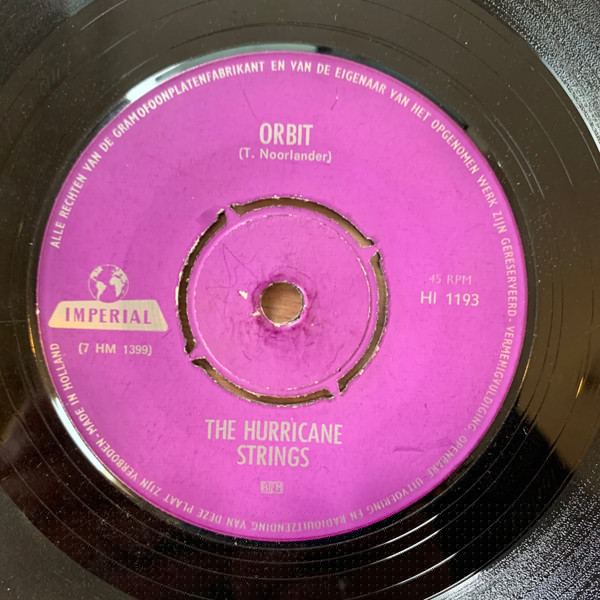 ALLE RECHTEN VAN DE GRAMOFOONPLATENFABRIKANT EN VAN DE EIGENAAR VAN HET OPGENOMEN WERK ZIJN GERESERVEERD - VERMENIGVULDIGING, OPENBARE UITVOERING EN RADIOUITZENDING VAN DEZE PLAAT ZIJN VERBODEN - MADE IN HOLLAND
ORBIT
(T. Noorlander)
45 RPM
HI 1193
IMPERIAL
(7 HM 1399)
THE HURRICANE
STRINGS